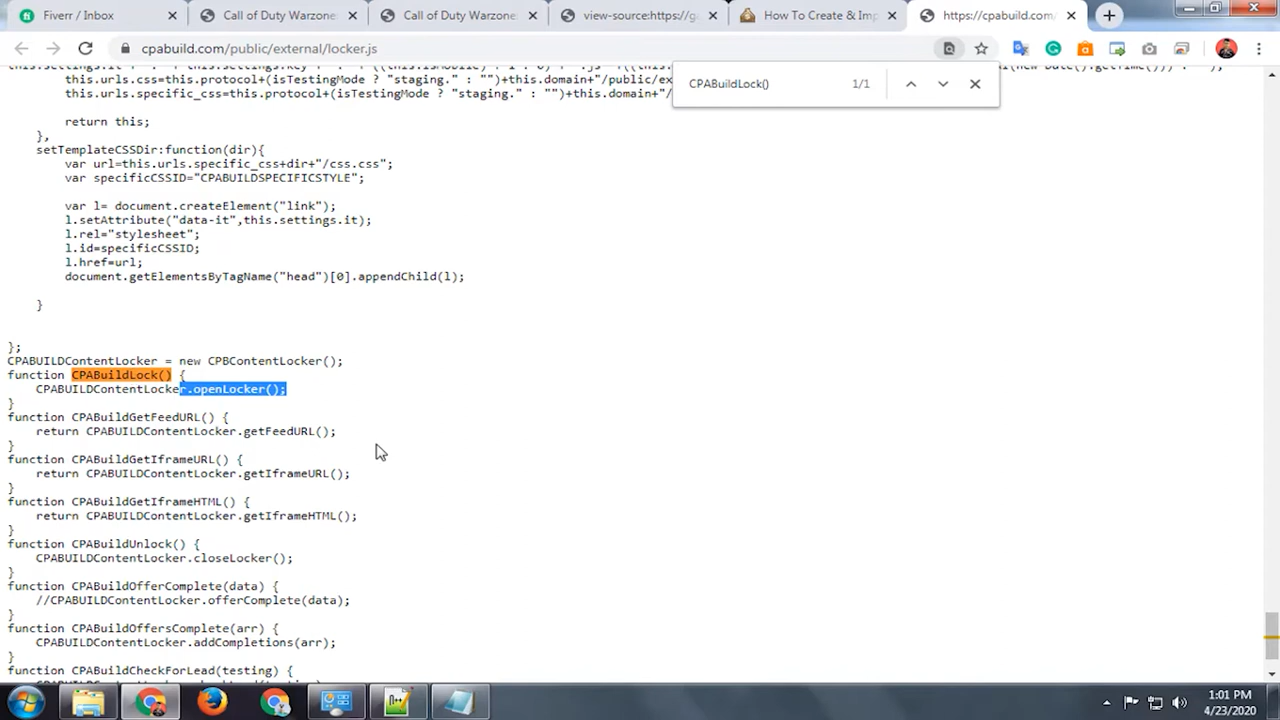 Fiverr / Inbox
Call of Duty Warzone
Call of Duty Warzone
view-source:https://g
How To Create & Imp
https://cpabuild.com/
cpabuild.com/public/external/locker.js
CPABuildLock()
1/1
this.urls.css=this.protocol+(isTestingMode ? "staging." : "")+this.domain+"/public/ex
this.urls.specific_css=this.protocol+(isTestingMode ? "staging." : "")+this.domain+"/
return this;
},
setTemplateCSSDir:function(dir){
var url=this.urls.specific_css+dir+"/css.css";
var specificCSSID="CPABUILDSPECIFICSTYLE";
var l= document.createElement("link");
l.setAttribute("data-it",this.settings.it);
l.rel="stylesheet";
l.id=specificCSSID;
l.href=url;
document.getElementsByTagName("head")[0].appendChild(l);
}
};
CPABUILDContentLocker = new CPBContentLocker();
function CPABuildLock() {
CPABUILDContentLocker.openLocker();
}
function CPABuildGetFeedURL() {
return CPABUILDContentLocker.getFeedURL();
}
function CPABuildGetIframeURL() {
return CPABUILDContentLocker.getIframeURL();
}
function CPABuildGetIframeHTML() {
return CPABUILDContentLocker.getIframeHTML();
}
function CPABuildUnlock() {
CPABUILDContentLocker.closeLocker();
}
function CPABuildOfferComplete(data) {
//CPABUILDContentLocker.offerComplete(data);
}
function CPABuildOffersComplete(arr) {
CPABUILDContentLocker.addCompletions(arr);
}
function CPABuildCheckForLead(testing) {
1:01 PM
4/23/2020